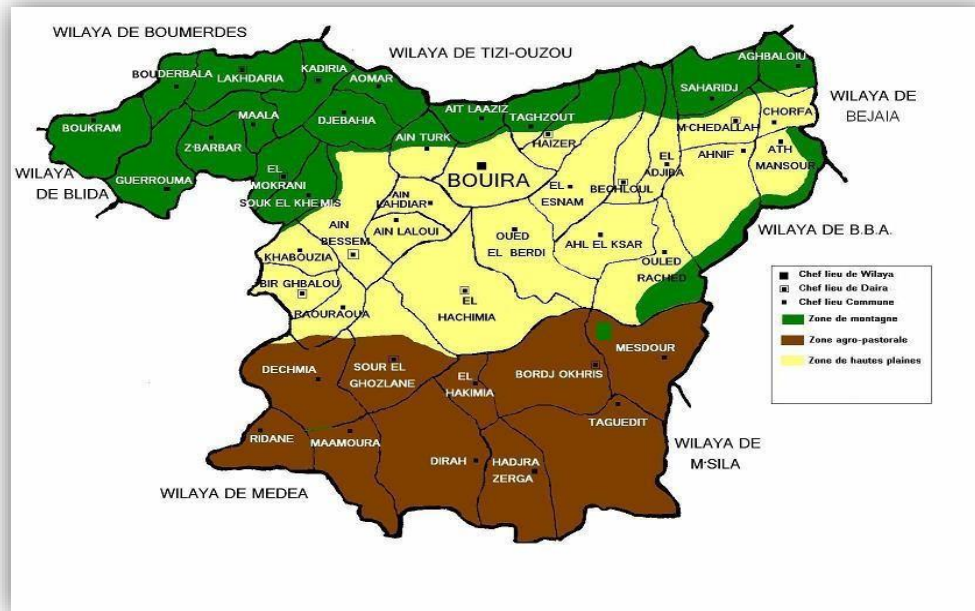 WILAYA DE BOUMERDES
WILAYA DE TIZI-OUZOU
AGHBALOIU
BOUDERBALA
LAKHDARIA
KADIRIA
AOMAR
SAHARIDJ
WILAYA DE
BEJAIA
BOUKRAM
MAALA
DJEBAHIA
AIT LAAZIZ
TAGHZOUT
CHORFA
M'CHEDALLAH
Z'BARBAR
AIN TURK
HAIZER
AHNIF
ATH
MANSOUR
WILAYA
DE BLIDA
GUERROUMA
EL
MOKRANI
SOUK EL KHEMIS
BOUIRA
EL
ESNAM
BECHLOUL
EL
ADJIBA
AIN
LAHDIAR
AIN
BESSEM
AIN LALOUI
OUED
EL BERDI
AHL EL KSAR
WILAYA DE B.B.A.
KHABOUZIA
OULED
RACHED
BIR GHBALOU
RAOURAOUA
EL
HACHIMIA
Chef lieu de Wilaya
Chef lieu de Daira
Chef lieu Commune
Zone de montagne
Zone agro-pastorale
Zone de hautes plaines
MESDOUR
DECHMIA
SOUR EL
GHOZLANE
EL
HAKIMIA
BORDJ OKHRIS
TAGUEDIT
RIDANE
MAAMOURA
DIRAH
HADJRA
ZERGA
WILAYA DE
M'SILA
WILAYA DE MEDEA